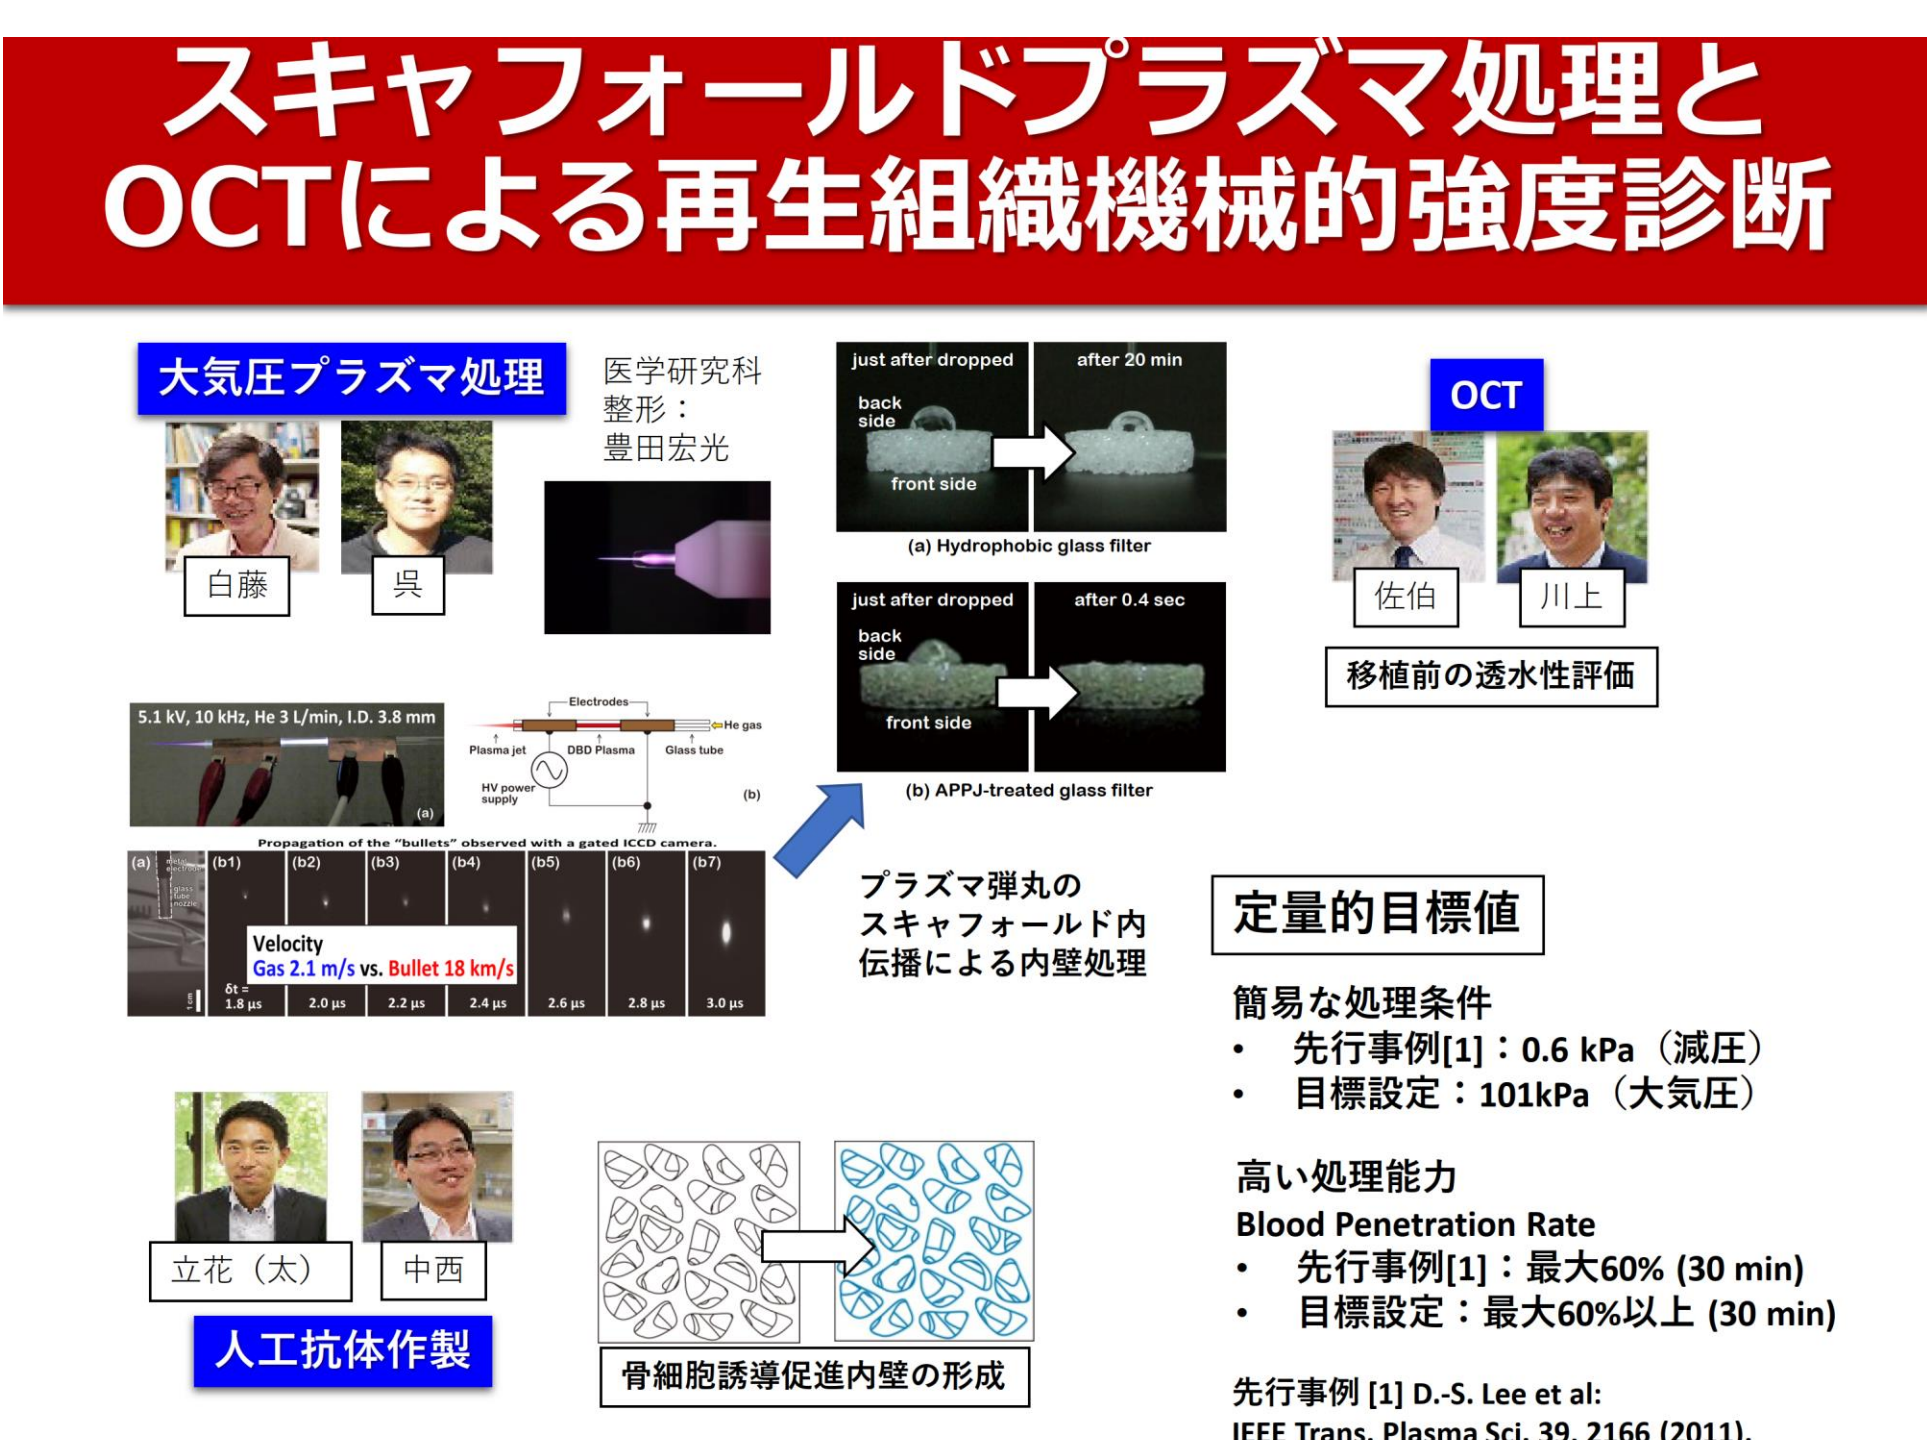 スキャフォールドプラズマ処理と
OCTによる再生組織機械的強度診断
大気圧プラズマ処理
白藤
呉
医学研究科
整形：
豊田宏光
just after dropped
after 20 min
back
side
front side
(a) Hydrophobic glass filter
just after dropped
after 0.4 sec
back
side
front side
(b) APPJ-treated glass filter
OCT
佐伯
川上
移植前の透水性評価
5.1 kV, 10 kHz, He 3 L/min, I.D. 3.8 mm
(a)
Electrodes
He gas
Plasma jet
DBD Plasma
Glass tube
HV power
supply
(b)
Propagation of the “bullets” observed with a gated ICCD camera.
(a)
metal
electrode
glass
tube
nozzle
1 cm
(b1)
(b2)
(b3)
(b4)
(b5)
(b6)
(b7)
Velocity
Gas 2.1 m/s vs. Bullet 18 km/s
δt =
1.8 μs
2.0 μs
2.2 μs
2.4 μs
2.6 μs
2.8 μs
3.0 μs
プラズマ弾丸の
スキャフォールド内
伝播による内壁処理
立花（太）
中西
人工抗体作製
骨細胞誘導促進内壁の形成
定量的目標値
簡易な処理条件
• 先行事例[1]：0.6 kPa（減圧）
• 目標設定：101kPa（大気圧）
高い処理能力
Blood Penetration Rate
• 先行事例[1]：最大60% (30 min)
• 目標設定：最大60%以上 (30 min)
先行事例 [1] D.-S. Lee et al:
IEEE Trans. Plasma Sci. 39, 2166 (2011).